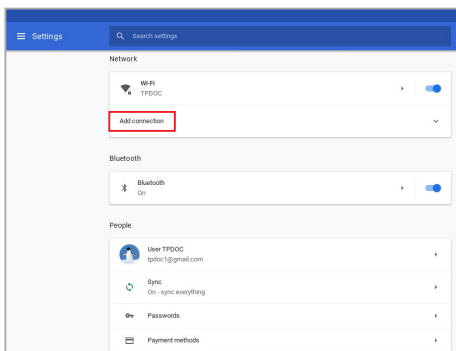 Settings
Search settings
Network
Wi-Fi
TPDOC
Add connection
Bluetooth
Bluetooth
On
People
User TPDOC
tpdoc1@gmail.com
Sync
On - sync everything
Passwords
Payment methods